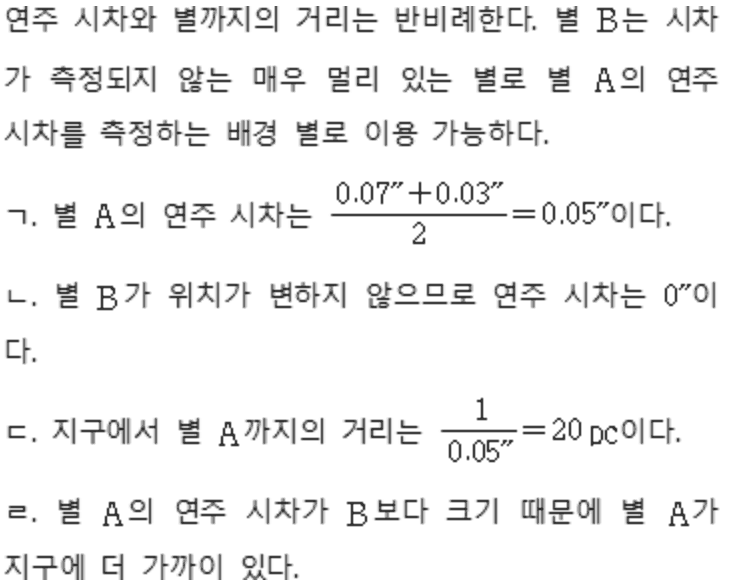 연주 시차와 별까지의 거리는 반비례한다. 별 B는 시차
가 측정되지 않는 매우 멀리 있는 별로 별 A의 연주
시차를 측정하는 배경 별로 이용 가능하다.
ㄱ. 별 A의 연주 시차는 \frac{0.07″+0.03″}{2}=0.05″이다.
ㄴ. 별 B가 위치가 변하지 않으므로 연주 시차는 0″이
다.
ㄷ. 지구에서 별 A까지의 거리는 \frac{1}{0.05″}=20 pc이다.
ㄹ. 별 A의 연주 시차가 B보다 크기 때문에 별 A가
지구에 더 가까이 있다.